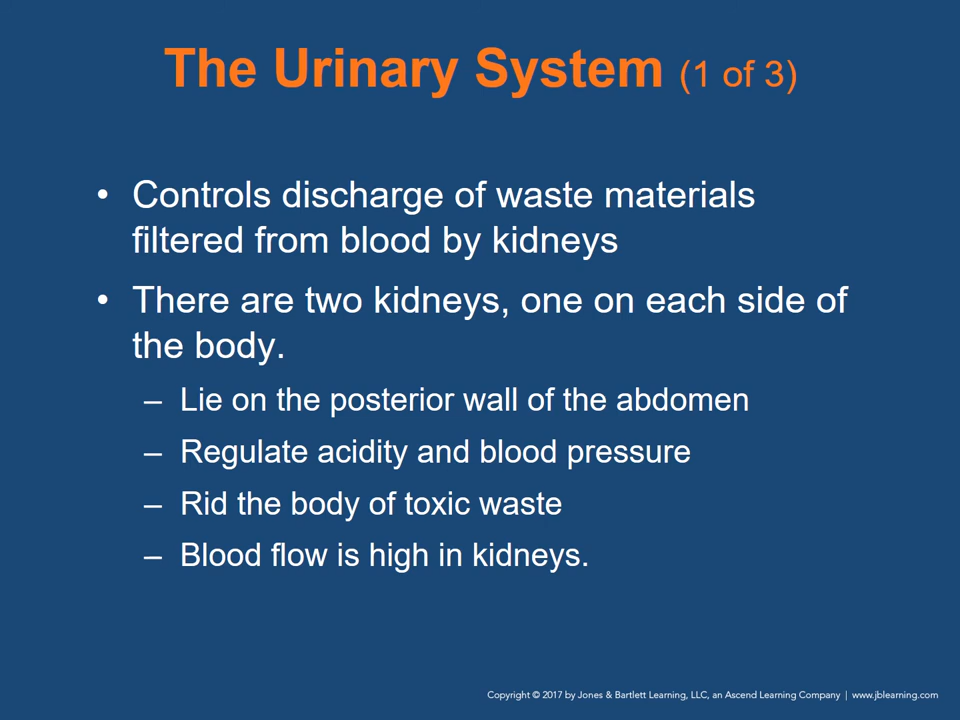 The Urinary System (1 of 3)
• Controls discharge of waste materials
filtered from blood by kidneys
• There are two kidneys, one on each side of
the body.
– Lie on the posterior wall of the abdomen
– Regulate acidity and blood pressure
– Rid the body of toxic waste
– Blood flow is high in kidneys.
Copyright © 2017 by Jones & Bartlett Learning, LLC, an Ascend Learning Company | www.jblearning.com